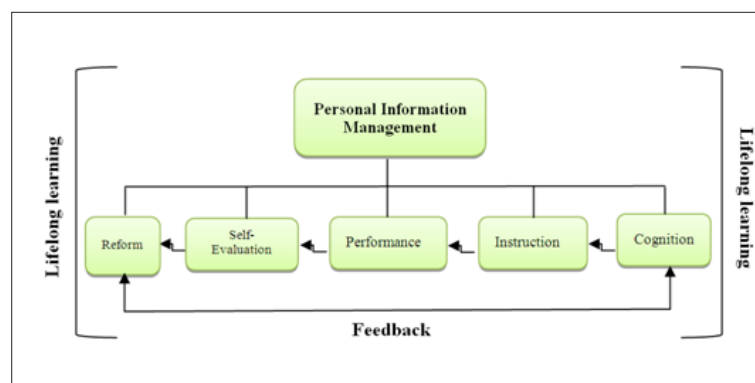 Personal Information
Management
Lifelong learning
Lifelong learning
Reform
Self-
Evaluation
Performance
Instruction
Cognition
Feedback